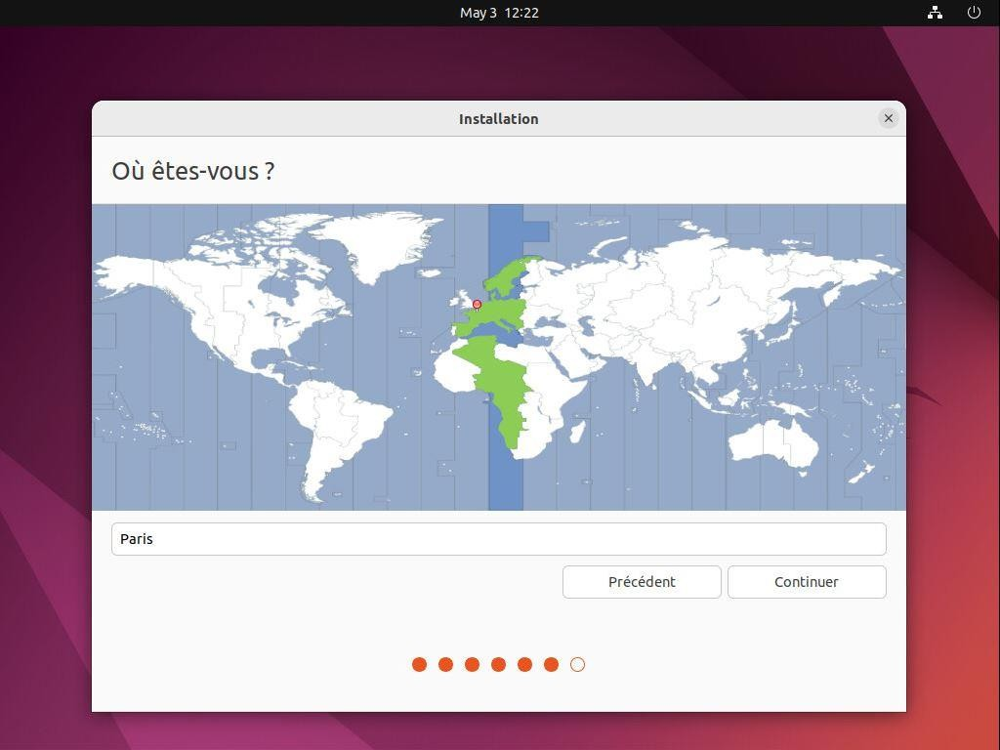 May 3 12:22
Installation
Où êtes-vous ?
Paris
Précédent
Continuer